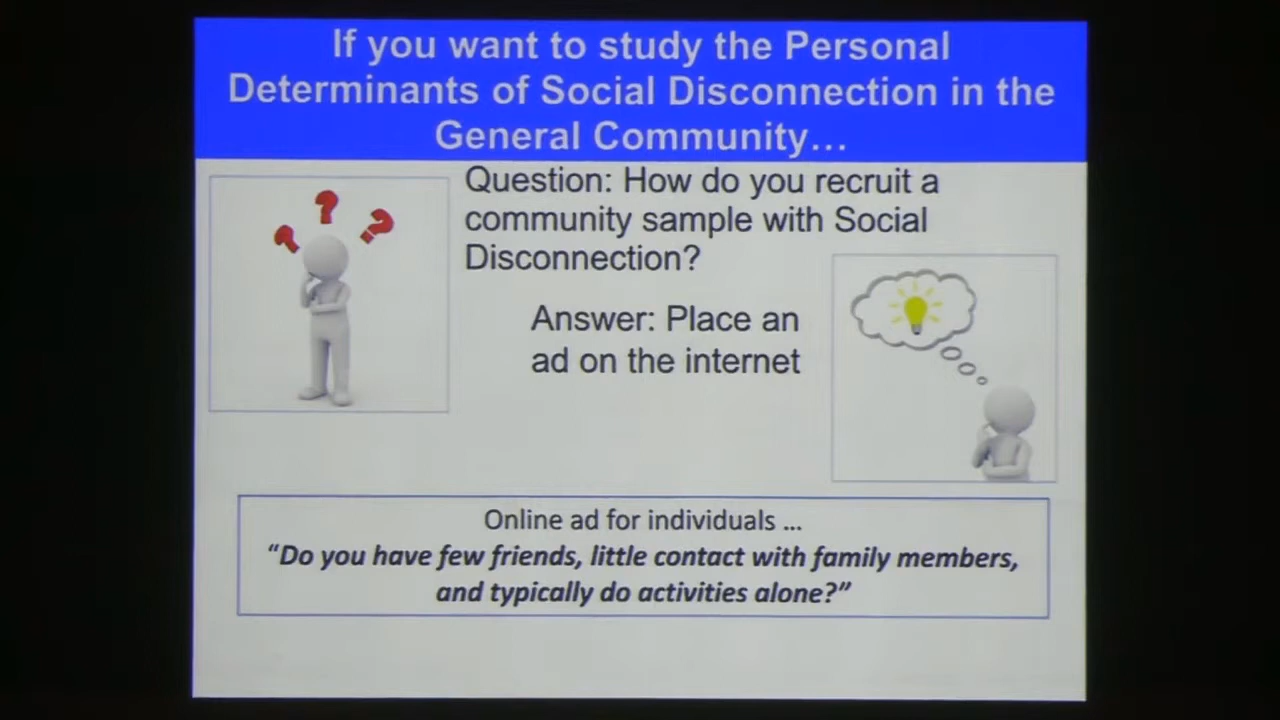 If you want to study the Personal
Determinants of Social Disconnection in the
General Community...
Question: How do you recruit a
community sample with Social
Disconnection?
Answer: Place an
ad on the internet
Online ad for individuals ...
“Do you have few friends, little contact with family members,
and typically do activities alone?”